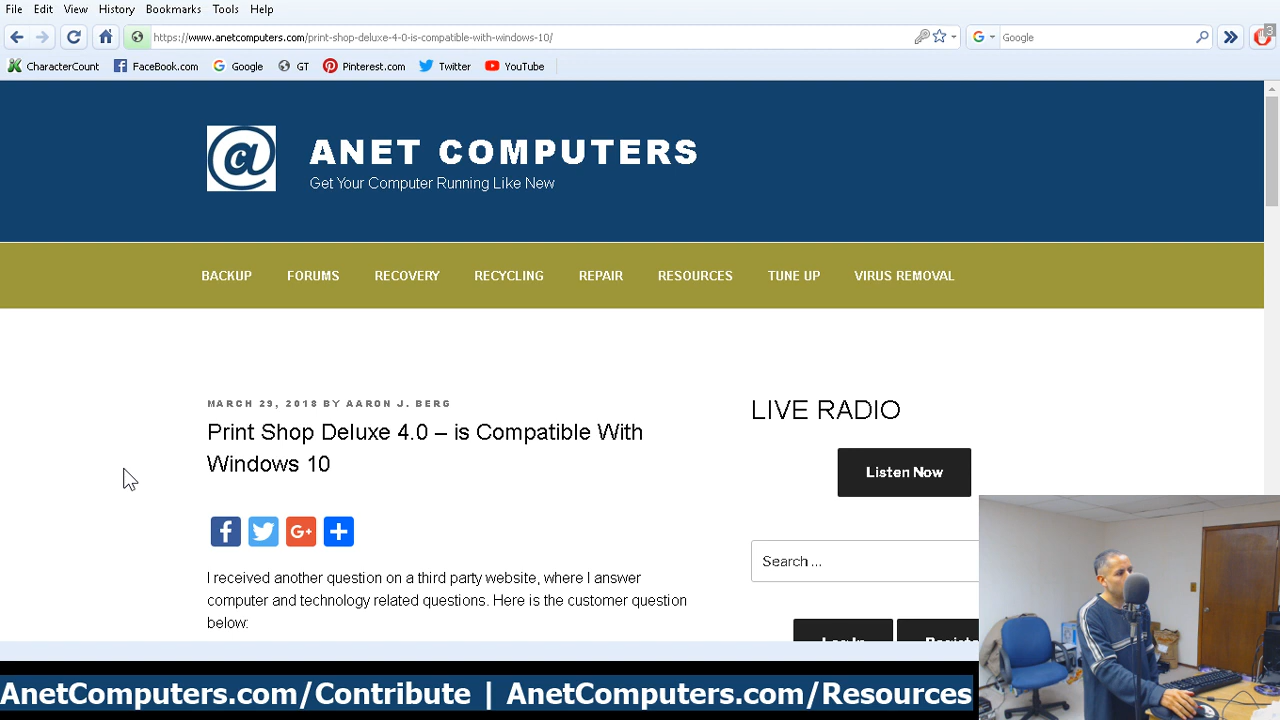 File Edit View History Bookmarks Tools Help
https://www.anetcomputers.com/print-shop-deluxe-4-0-is-compatible-with-windows-10/
Google
3
CharacterCount FaceBook.com Google GT Pinterest.com Twitter YouTube
ANET COMPUTERS
Get Your Computer Running Like New
BACKUP FORUMS RECOVERY RECYCLING REPAIR RESOURCES TUNE UP VIRUS REMOVAL
MARCH 29, 2018 BY AARON J. BERG
Print Shop Deluxe 4.0 – is Compatible With
Windows 10
I received another question on a third party website, where I answer
computer and technology related questions. Here is the customer question
below:
LIVE RADIO
Listen Now
Search ...
AnetComputers.com/Contribute | AnetComputers.com/Resources